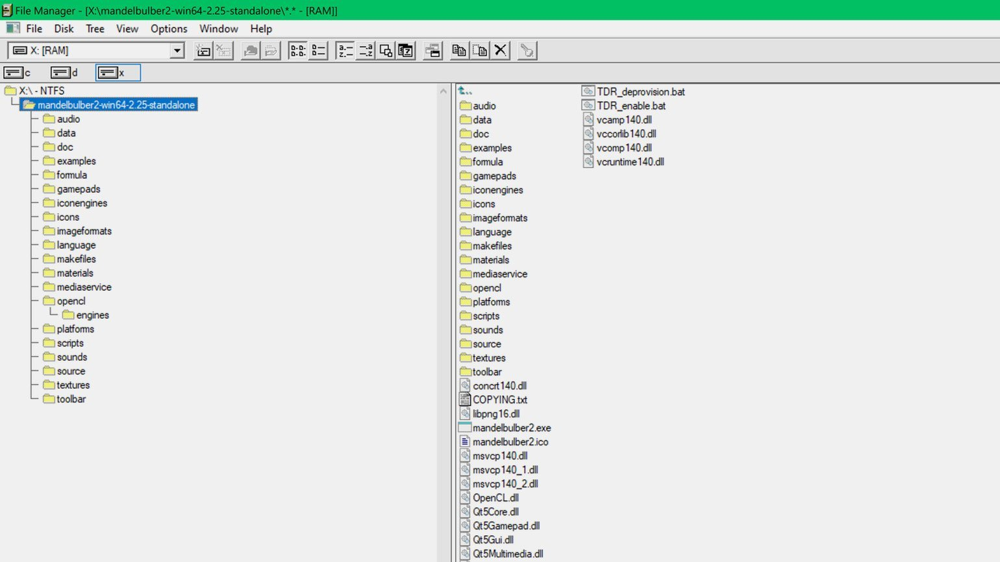 File Manager - [X:\mandelbulber2-win64-2.25-standalone\*.* - [RAM]]
File Disk Tree View Options Window Help
X: [RAM]
c d x
X:\ - NTFS
mandelbulber2-win64-2.25-standalone
audio
data
doc
examples
formula
gamepads
iconengines
icons
imageformats
language
makefiles
materials
mediaservice
opencl
engines
platforms
scripts
sounds
source
textures
toolbar
..
audio
data
doc
examples
formula
gamepads
iconengines
icons
imageformats
language
makefiles
materials
mediaservice
opencl
platforms
scripts
sounds
source
textures
toolbar
concrt140.dll
COPYING.txt
libpng16.dll
mandelbulber2.exe
mandelbulber2.ico
msvcp140.dll
msvcp140_1.dll
msvcp140_2.dll
OpenCL.dll
Qt5Core.dll
Qt5Gamepad.dll
Qt5Gui.dll
Qt5Multimedia.dll
TDR_deprovision.bat
TDR_enable.bat
vcamp140.dll
vccorlib140.dll
vcomp140.dll
vcruntime140.dll